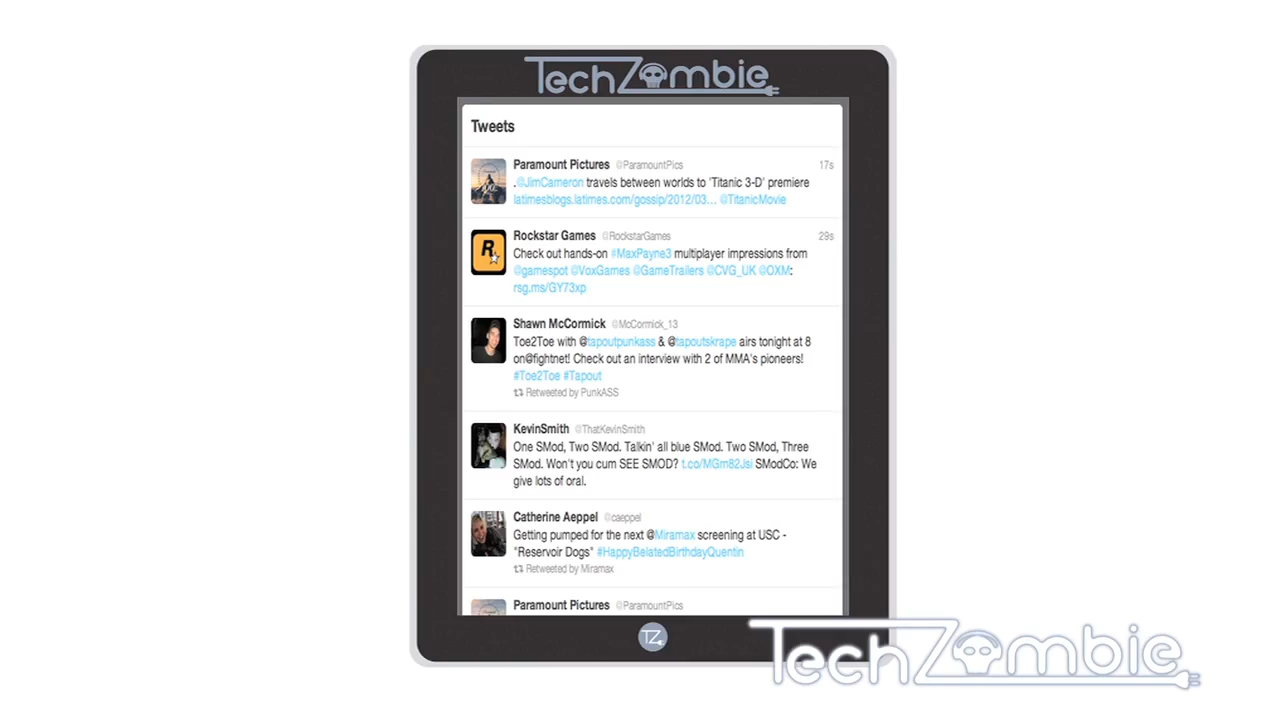 TechZombie
Tweets
Paramount Pictures @ParamountPics 17s
.@JimCameron travels between worlds to 'Titanic 3-D' premiere
latimesblogs.latimes.com/gossip/2012/03... @TitanicMovie
Rockstar Games @RockstarGames 29s
Check out hands-on #MaxPayne3 multiplayer impressions from
@gamespot @VoxGames @GameTrailers @CVG_UK @OXM:
rsg.ms/GY73xp
Shawn McCormick @McCormick_13
Toe2Toe with @tapoutpunkass & @tapoutskrape airs tonight at 8
on@fightnet! Check out an interview with 2 of MMA's pioneers!
#Toe2Toe #Tapout
Retweeted by PunkASS
KevinSmith @ThatKevinSmith
One SMod, Two SMod. Talkin' all blue SMod. Two SMod, Three
SMod. Won't you cum SEE SMOD? t.co/MGm82Jsi SModCo: We
give lots of oral.
Catherine Aeppel @caeppel
Getting pumped for the next @Miramax screening at USC -
"Reservoir Dogs" #HappyBelatedBirthdayQuentin
Retweeted by Miramax
Paramount Pictures @ParamountPics
TZ
TechZombie